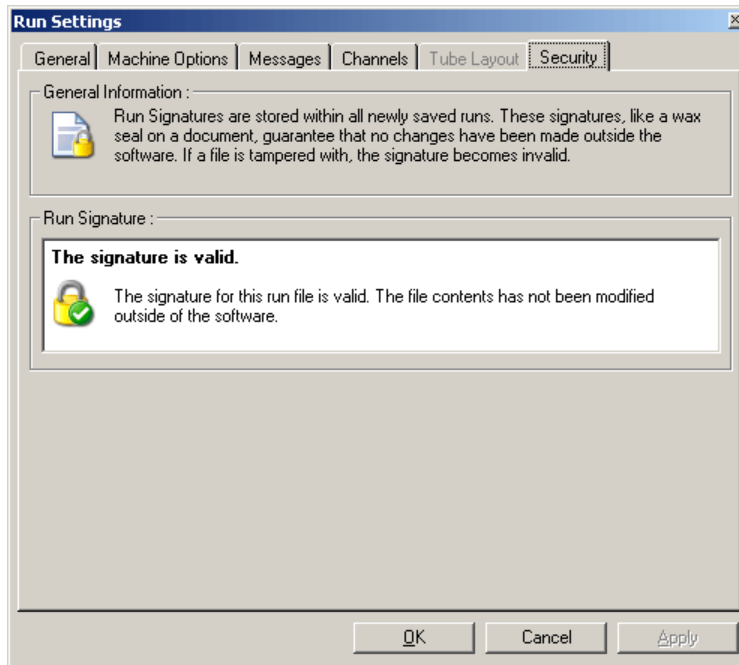 Run Settings
General Machine Options Messages Channels Tube Layout Security
General Information :
Run Signatures are stored within all newly saved runs. These signatures, like a wax
seal on a document, guarantee that no changes have been made outside the
software. If a file is tampered with, the signature becomes invalid.
Run Signature :
The signature is valid.
The signature for this run file is valid. The file contents has not been modified
outside of the software.
OK Cancel Apply